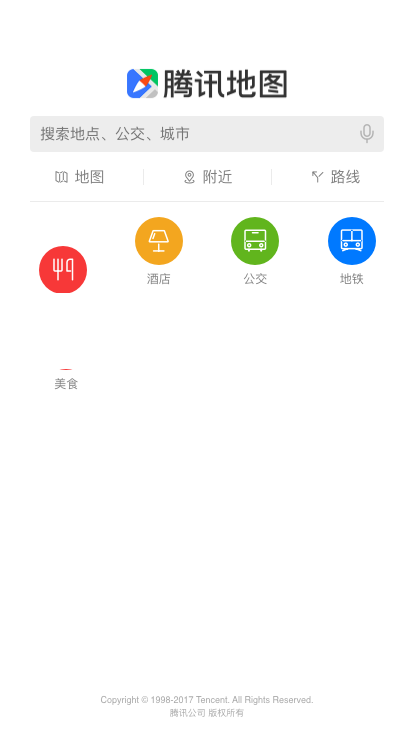 腾讯地图
搜索地点、公交、城市
地图 附近 路线
酒店 公交 地铁
美食
Copyright © 1998-2017 Tencent. All Rights Reserved.
腾讯公司 版权所有